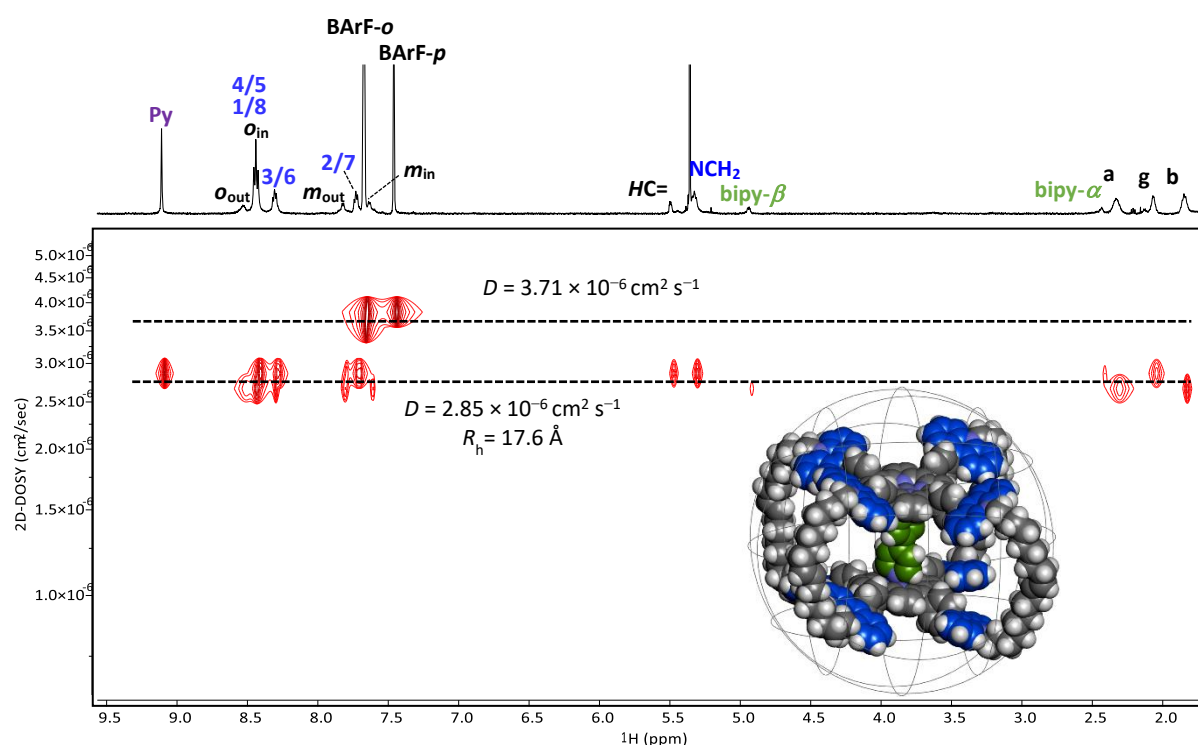 BArF-o
BArF-p
4/5
1/8
Py
o_in
3/6
2/7
m_in
o_out
m_out
HC=
NCH₂
bipy-β
bipy-α
a
g
b
5.0×10⁻⁶
4.5×10⁻⁶
4.0×10⁻⁶
3.5×10⁻⁶
3.0×10⁻⁶
2.5×10⁻⁶
2.0×10⁻⁶
1.5×10⁻⁶
1.0×10⁻⁶
2D-DOSY (cm²/sec)
D = 3.71 × 10⁻⁶ cm² s⁻¹
D = 2.85 × 10⁻⁶ cm² s⁻¹
R_h = 17.6 Å
9.5 9.0 8.5 8.0 7.5 7.0 6.5 6.0 5.5 5.0 4.5 4.0 3.5 3.0 2.5 2.0
¹H (ppm)